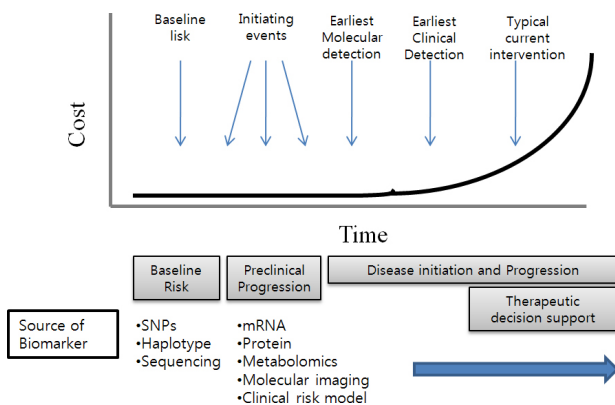 Baseline
lisk
Initiating
events
Earliest
Molecular
detection
Earliest
Clinical
Detection
Typical
current
intervention
Cost
Time
Baseline
Risk
Preclinical
Progression
Disease initiation and Progression
Therapeutic
decision support
Source of
Biomarker
•SNPs
•Haplotype
•Sequencing
•mRNA
•Protein
•Metabolomics
•Molecular imaging
•Clinical risk model